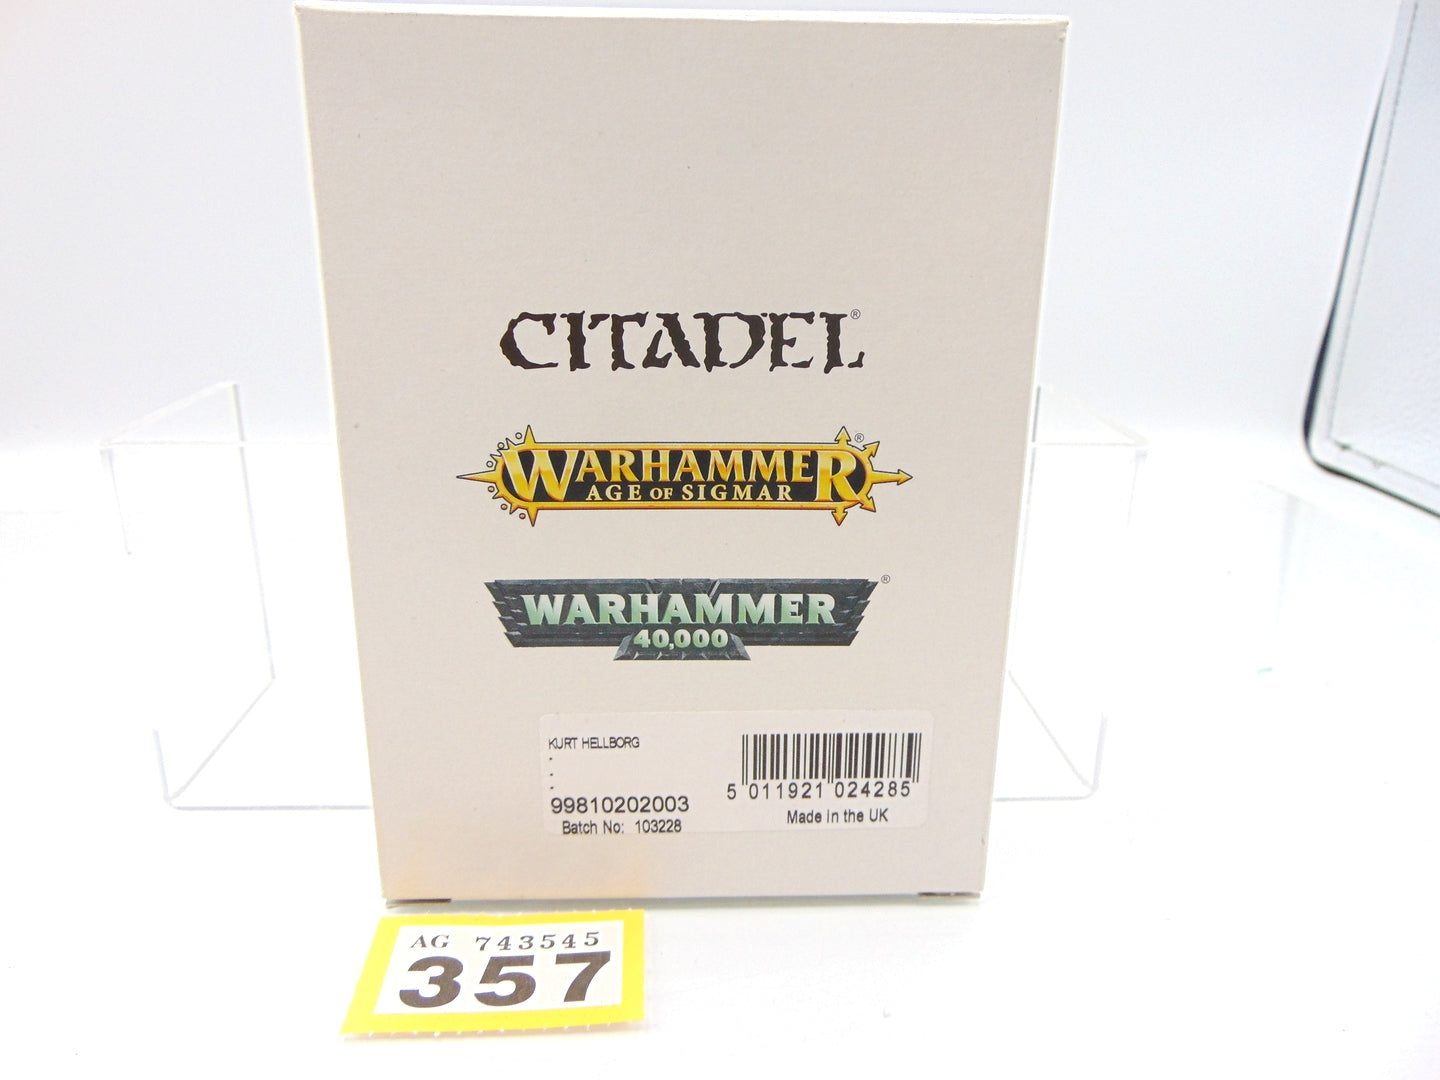 CITADEL®
WARHAMMER®
AGE OF SIGMAR
WARHAMMER®
40,000
KURT HELLBORG
.
.
.
99810202003
Batch No: 103228
5 011921 024285
Made in the UK
AG 743545
357